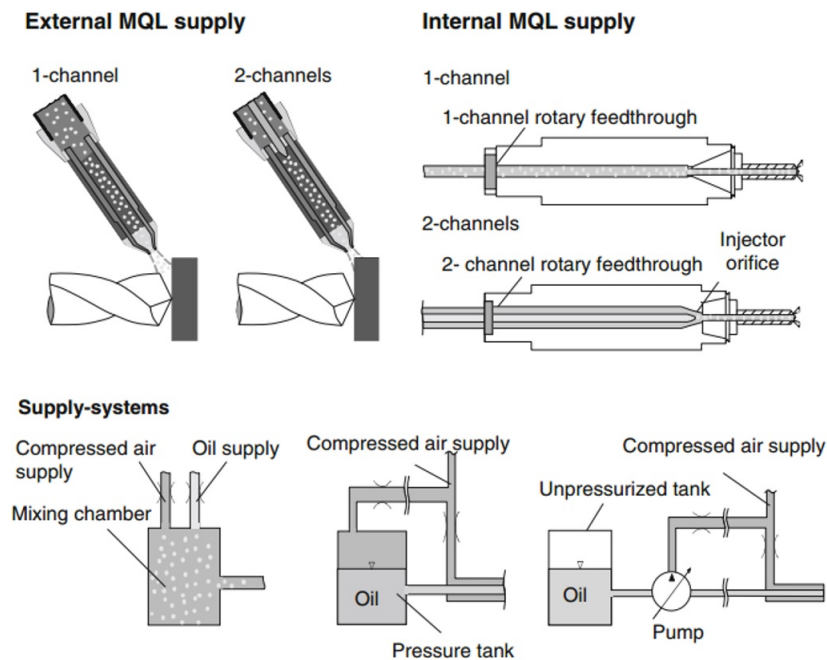 External MQL supply
Internal MQL supply
1-channel
2-channels
1-channel
1-channel rotary feedthrough
2-channels
2- channel rotary feedthrough
Injector
orifice
Supply-systems
Compressed air
supply
Oil supply
Mixing chamber
Compressed air supply
Oil
Pressure tank
Compressed air supply
Unpressurized tank
Oil
Pump